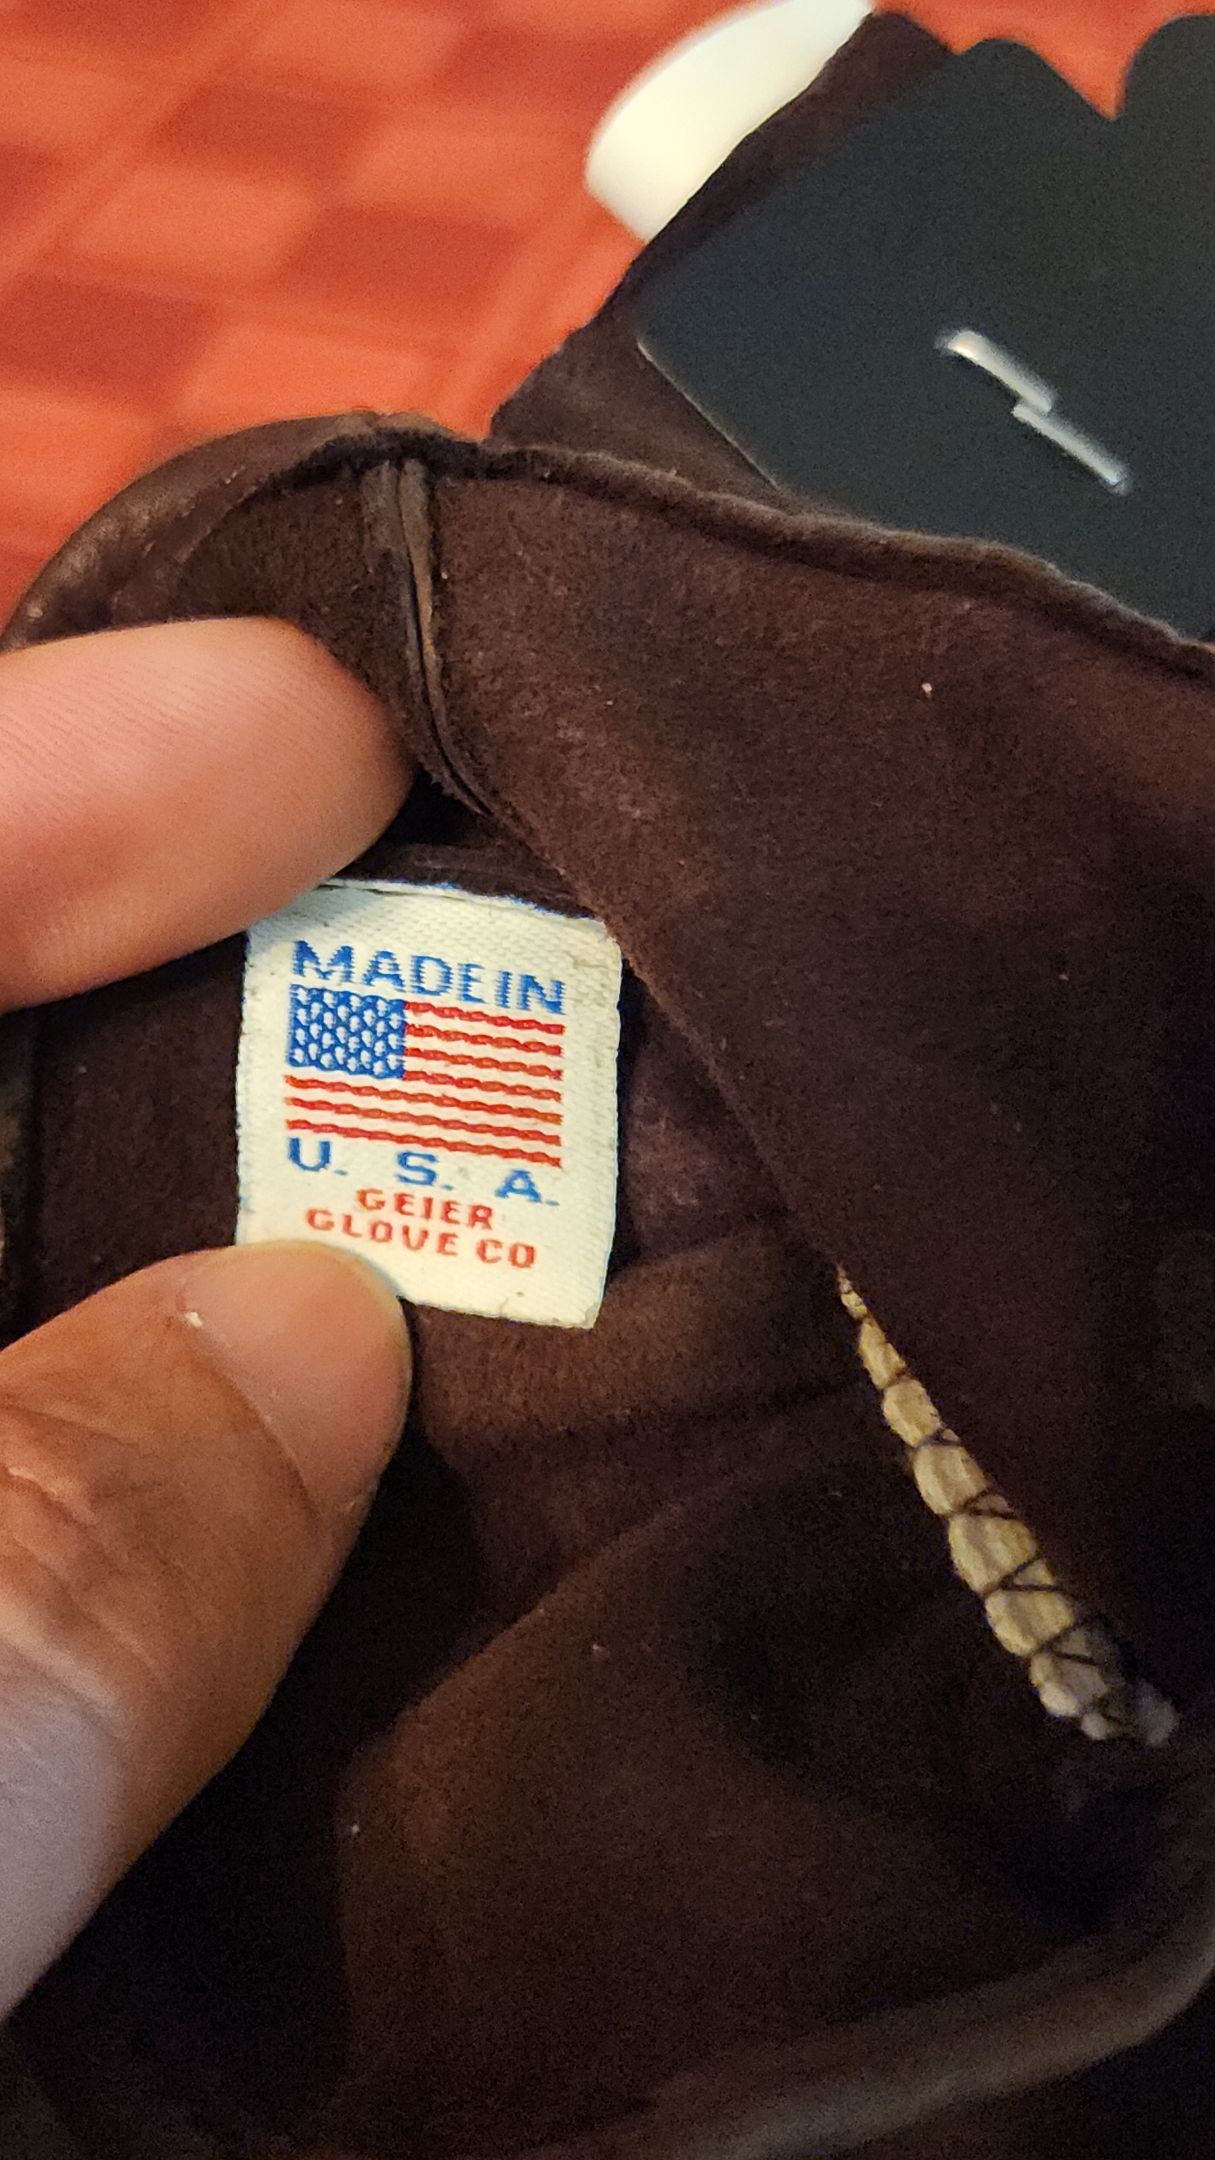 MADE IN
U. S. A.
GEIER
GLOVE CO